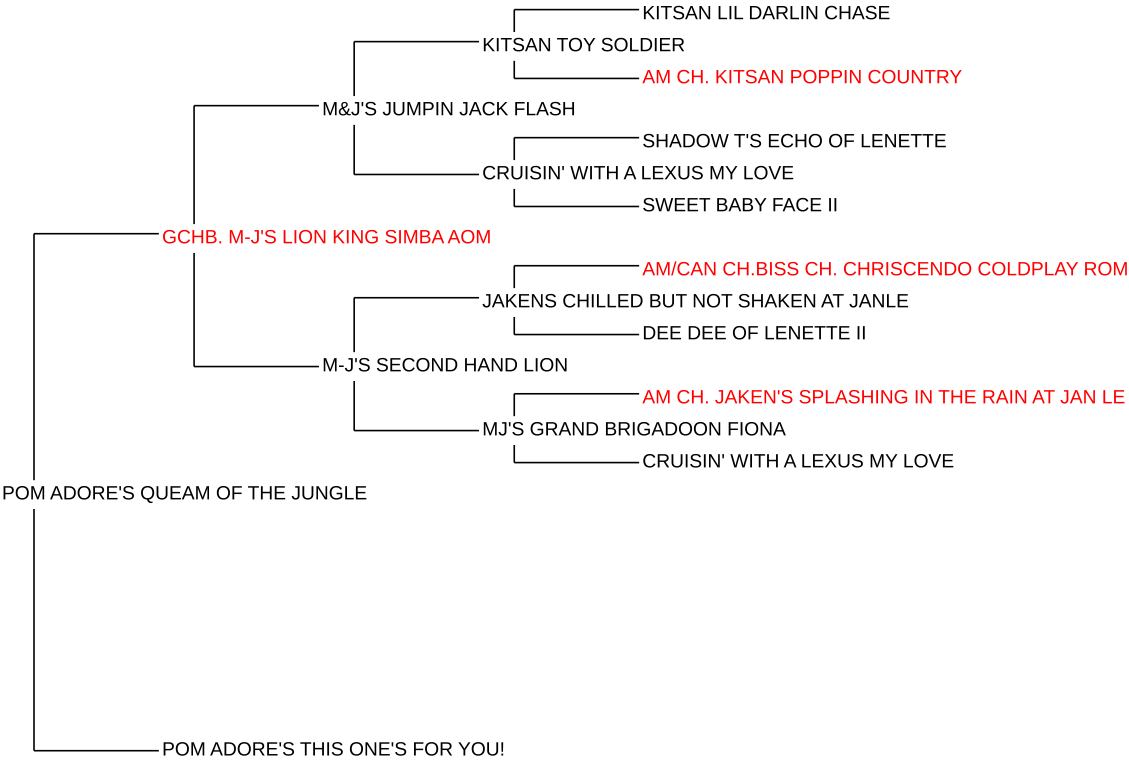 KITSAN LIL DARLIN CHASE
KITSAN TOY SOLDIER
AM CH. KITSAN POPPIN COUNTRY
M&J'S JUMPIN JACK FLASH
SHADOW T'S ECHO OF LENETTE
CRUISIN' WITH A LEXUS MY LOVE
SWEET BABY FACE II
GCHB. M-J'S LION KING SIMBA AOM
AM/CAN CH.BISS CH. CHRISCENDO COLDPLAY ROM
JAKENS CHILLED BUT NOT SHAKEN AT JANLE
DEE DEE OF LENETTE II
M-J'S SECOND HAND LION
AM CH. JAKEN'S SPLASHING IN THE RAIN AT JAN LE
MJ'S GRAND BRIGADOON FIONA
CRUISIN' WITH A LEXUS MY LOVE
POM ADORE'S QUEAM OF THE JUNGLE
POM ADORE'S THIS ONE'S FOR YOU!